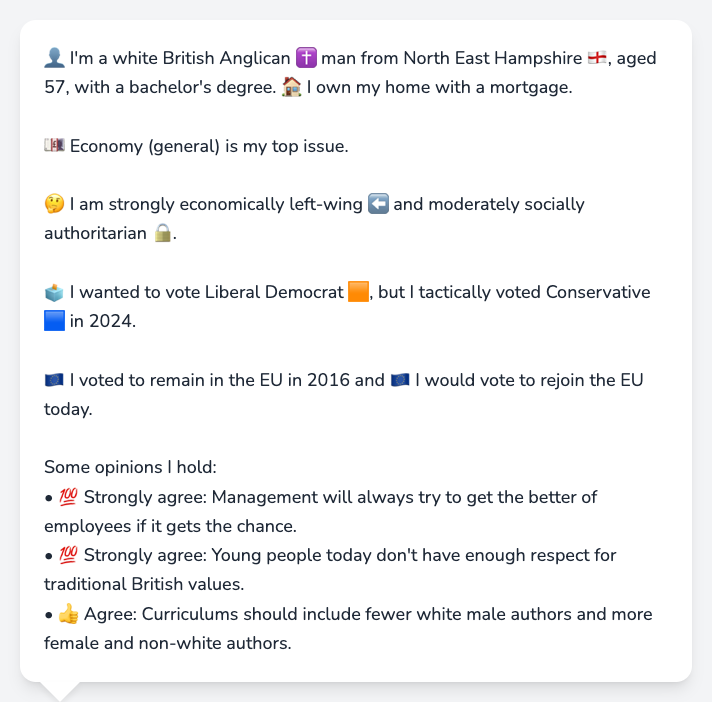 👤 I'm a white British Anglican ✝️ man from North East Hampshire 🏴󠁧󠁢󠁥󠁮󠁧󠁿, aged
57, with a bachelor's degree. 🏠 I own my home with a mortgage.
💷 Economy (general) is my top issue.
🤔 I am strongly economically left-wing ⬅️ and moderately socially
authoritarian 🔒.
🗳️ I wanted to vote Liberal Democrat 🟧, but I tactically voted Conservative
🟦 in 2024.
🇪🇺 I voted to remain in the EU in 2016 and 🇪🇺 I would vote to rejoin the EU
today.
Some opinions I hold:
• 💯 Strongly agree: Management will always try to get the better of
employees if it gets the chance.
• 💯 Strongly agree: Young people today don't have enough respect for
traditional British values.
• 👍 Agree: Curriculums should include fewer white male authors and more
female and non-white authors.